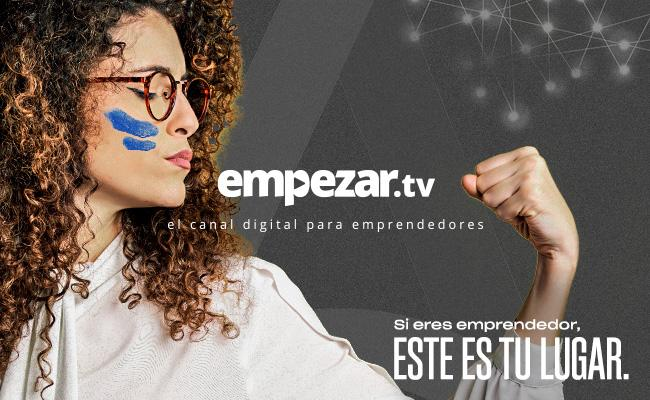 empezar.tv
el canal digital para emprendedores
Si eres emprendedor,
ESTE ES TU LUGAR.